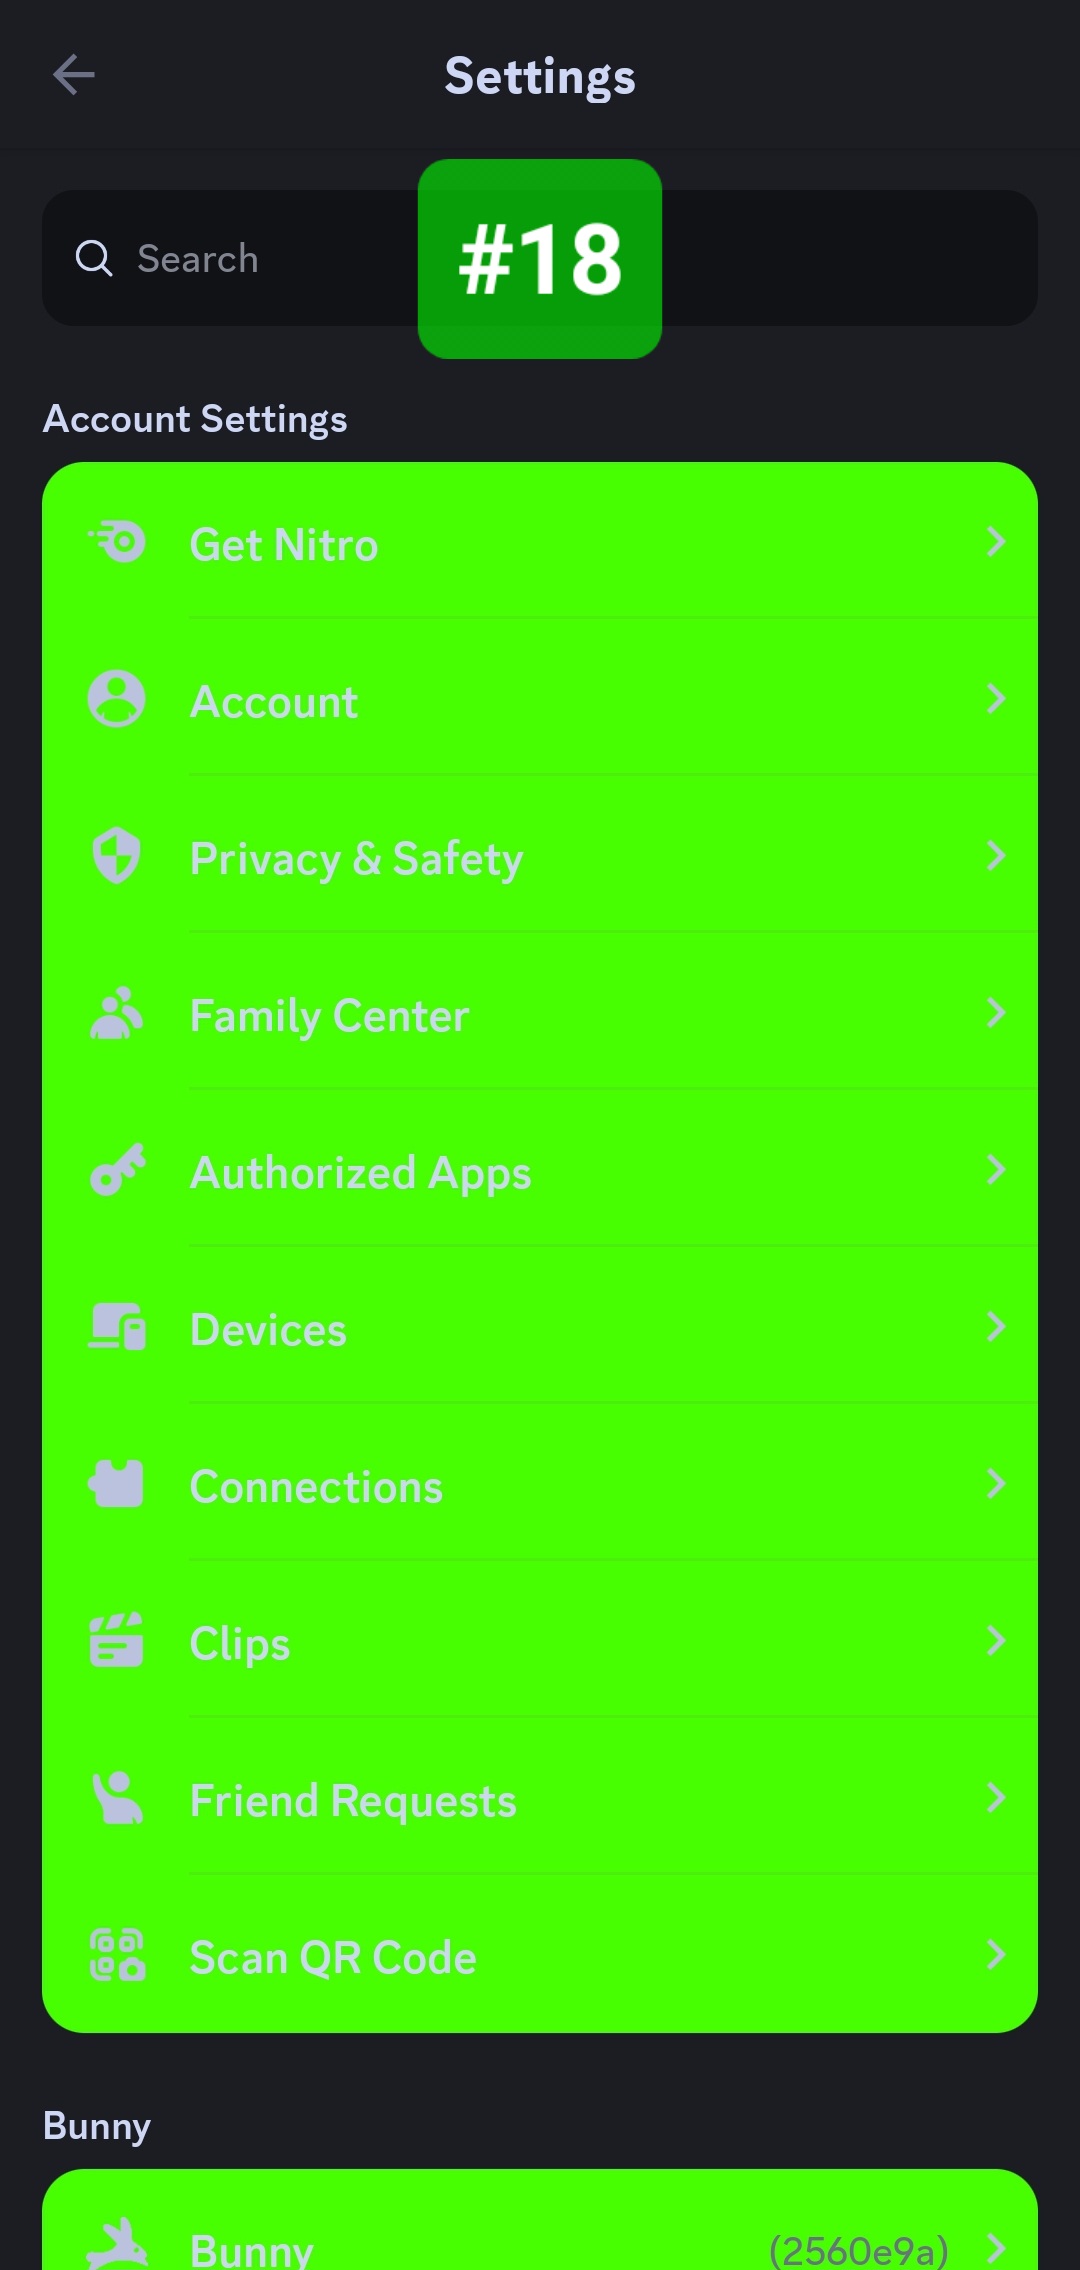 Settings
Search
#18
Account Settings
Get Nitro
Account
Privacy & Safety
Family Center
Authorized Apps
Devices
Connections
Clips
Friend Requests
Scan QR Code
Bunny
Bunny (2560e9a)